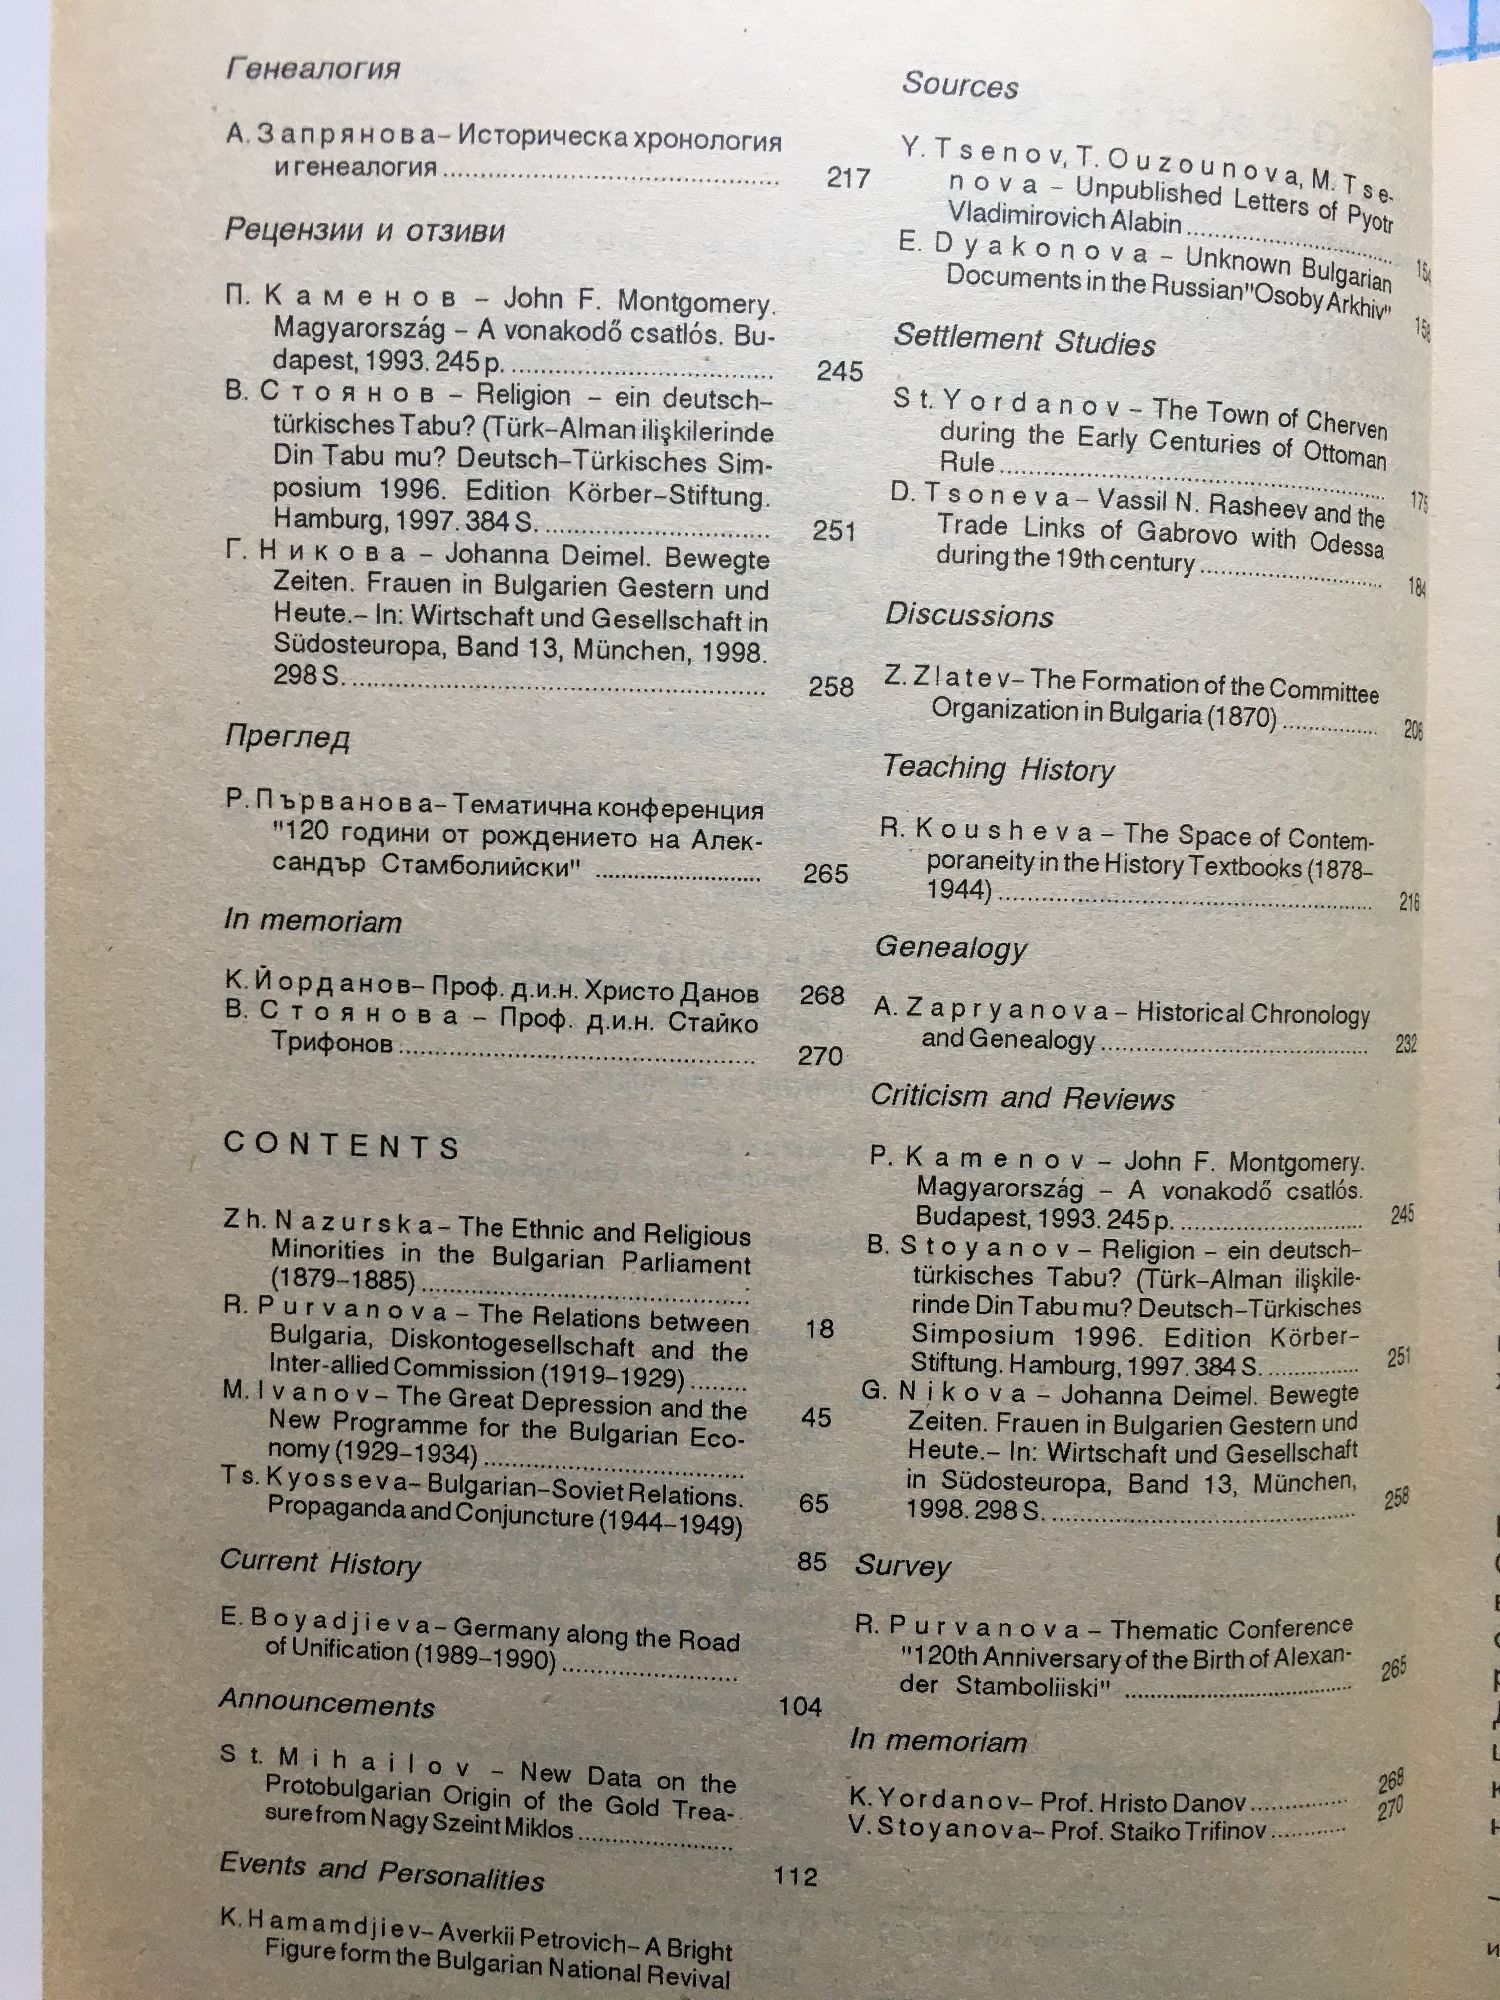 Генеалогия
А. Запрянова– Историческа хронология
и генеалогия ............................................ 217
Рецензии и отзиви
П. Каменов – John F. Montgomery.
Magyarország – A vonakodő csatlós. Bu-
dapest, 1993. 245 p. .................................. 245
В. Стоянов – Religion – ein deutsch–
türkisches Tabu? (Türk–Alman ilişkilerinde
Din Tabu mu? Deutsch–Türkisches Sim-
posium 1996. Edition Körber–Stiftung.
Hamburg, 1997. 384 S. .............................. 251
Г. Никова – Johanna Deimel. Bewegte
Zeiten. Frauen in Bulgarien Gestern und
Heute.– In: Wirtschaft und Gesellschaft in
Südosteuropa, Band 13, München, 1998.
298 S. ...................................................... 258
Преглед
Р. Първанова– Тематична конференция
"120 години от рождението на Алек-
сандър Стамболийски" ...................... 265
In memoriam
К. Йорданов– Проф. д.и.н. Христо Данов 268
В. Стоянова – Проф. д.и.н. Стайко
Трифонов ................................................ 270
CONTENTS
Zh. Nazurska– The Ethnic and Religious
Minorities in the Bulgarian Parliament
(1879–1885) ............................................ 18
R. Purvanova – The Relations between
Bulgaria, Diskontogesellschaft and the
Inter-allied Commission (1919–1929) ........ 45
M. Ivanov – The Great Depression and the
New Programme for the Bulgarian Eco-
nomy (1929–1934) .................................. 65
Ts. Kyosseva– Bulgarian–Soviet Relations.
Propaganda and Conjuncture (1944–1949) 85
Current History
E. Boyadjieva– Germany along the Road
of Unification (1989–1990) ........................ 104
Announcements
St. Mihailov – New Data on the
Protobulgarian Origin of the Gold Trea-
sure from Nagy Szeint Miklos .................... 112
Events and Personalities
K. Hamamdjiev– Averkii Petrovich– A Bright
Figure form the Bulgarian National Revival
Sources
Y. Tsenov, T. Ouzounova, M. Tse-
nova – Unpublished Letters of Pyotr
Vladimirovich Alabin ............................ 154
E. Dyakonova – Unknown Bulgarian
Documents in the Russian "Osoby Arkhiv" 158
Settlement Studies
St. Yordanov – The Town of Cherven
during the Early Centuries of Ottoman
Rule .................................................... 175
D. Tsoneva – Vassil N. Rasheev and the
Trade Links of Gabrovo with Odessa
during the 19th century ........................ 184
Discussions
Z. Zlatev– The Formation of the Committee
Organization in Bulgaria (1870) ................ 206
Teaching History
R. Kousheva – The Space of Contem-
poraneity in the History Textbooks (1878–
1944) .................................................... 216
Genealogy
A. Zapryanova – Historical Chronology
and Genealogy ...................................... 232
Criticism and Reviews
P. Kamenov – John F. Montgomery.
Magyarország – A vonakodő csatlós.
Budapest, 1993. 245 p. .......................... 245
B. Stoyanov – Religion – ein deutsch–
türkisches Tabu? (Türk–Alman ilişkile-
rinde Din Tabu mu? Deutsch–Türkisches
Simposium 1996. Edition Körber–
Stiftung. Hamburg, 1997. 384 S. .............. 251
G. Nikova – Johanna Deimel. Bewegte
Zeiten. Frauen in Bulgarien Gestern und
Heute.– In: Wirtschaft und Gesellschaft
in Südosteuropa, Band 13, München,
1998. 298 S. .......................................... 258
Survey
R. Purvanova – Thematic Conference
"120th Anniversary of the Birth of Alexan-
der Stamboliiski" .............................. 265
In memoriam
K. Yordanov– Prof. Hristo Danov .............. 268
V. Stoyanova– Prof. Staiko Trifinov ............ 270